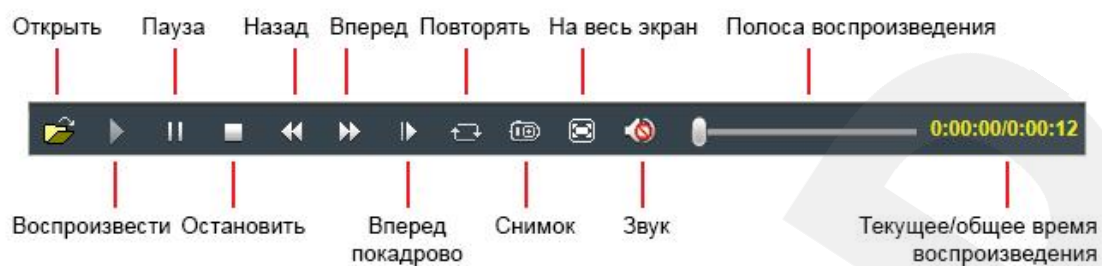 Открыть Пауза Назад Вперед Повторять На весь экран Полоса воспроизведения
0:00:00/0:00:12
Воспроизвести Остановить Вперед покадрово Снимок Звук Текущее/общее время воспроизведения